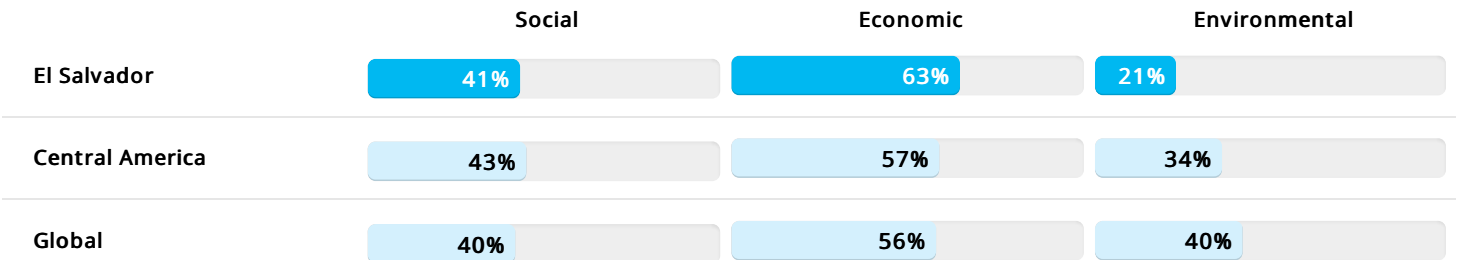 Social Economic Environmental
El Salvador 41% 63% 21%
Central America 43% 57% 34%
Global 40% 56% 40%